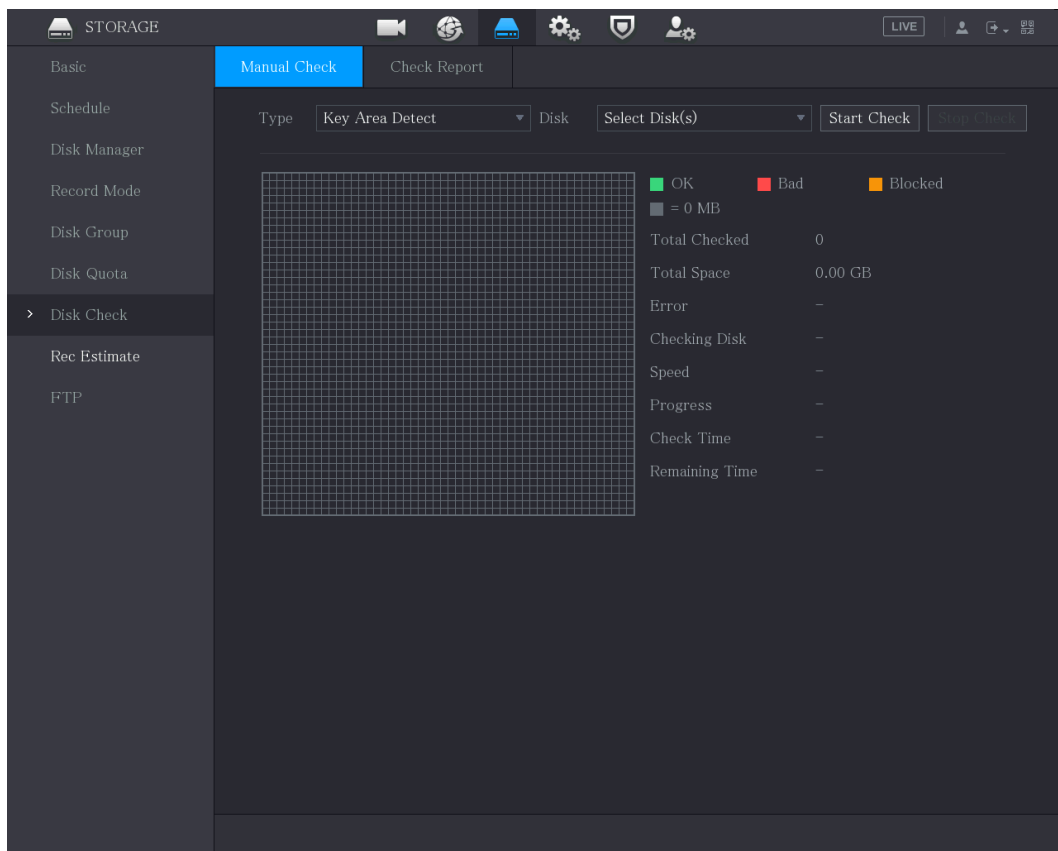 STORAGE
LIVE
Basic
Manual Check
Check Report
Schedule
Type
Key Area Detect
Disk
Select Disk(s)
Start Check
Stop Check
Disk Manager
Record Mode
OK
Bad
Blocked
= 0 MB
Disk Group
Total Checked
0
Disk Quota
Total Space
0.00 GB
Error
-
Disk Check
Checking Disk
-
Rec Estimate
Speed
-
FTP
Progress
-
Check Time
-
Remaining Time
-